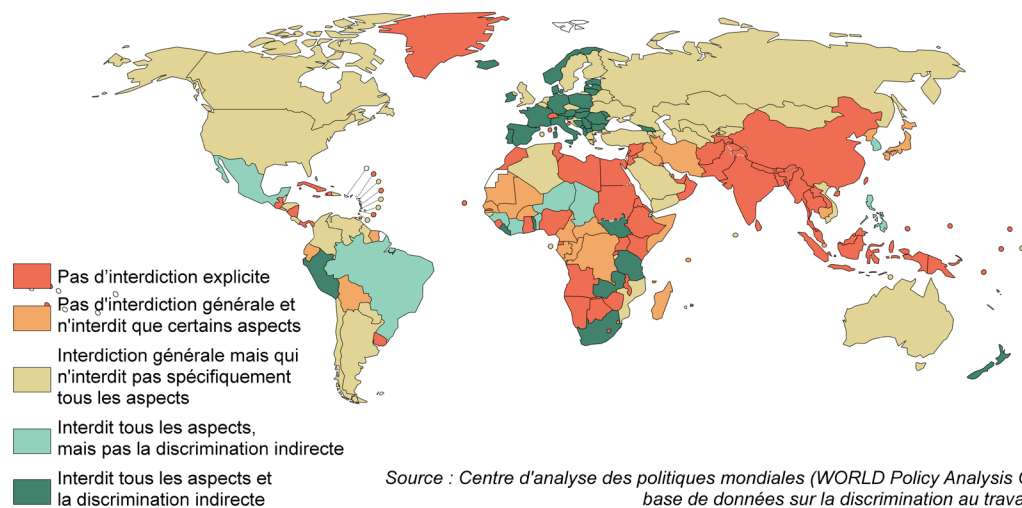 Pas d'interdiction explicite
Pas d'interdiction générale et
n'interdit que certains aspects
Interdiction générale mais qui
n'interdit pas spécifiquement
tous les aspects
Interdit tous les aspects,
mais pas la discrimination indirecte
Interdit tous les aspects et
la discrimination indirecte
Source : Centre d'analyse des politiques mondiales (WORLD Policy Analysis
base de données sur la discrimination au